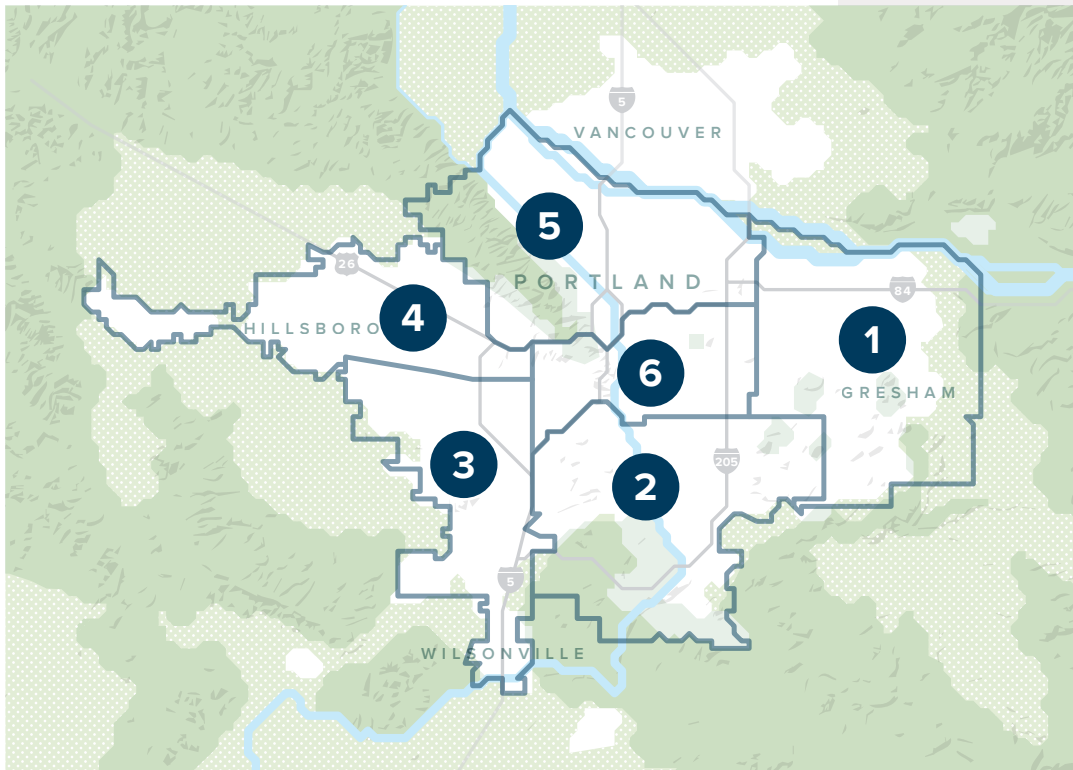 5
VANCOUVER
5
26
PORTLAND
84
4
HILLSBORO
1
6
GRESHAM
3
205
2
5
WILSONVILLE